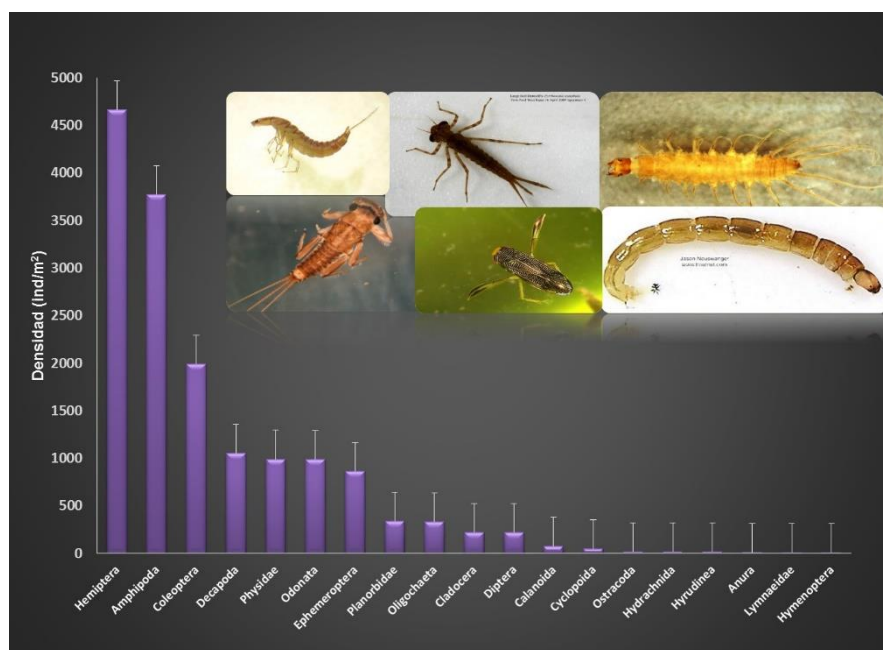 5000
4500
4000
3500
3000
2500
2000
1500
1000
500
0
Densidad (Ind/m²)
Hemiptera
Amphipoda
Coleoptera
Decapoda
Physidae
Odonata
Ephemeroptera
Planorbidae
Oligochaeta
Cladocera
Diptera
Calanoida
Cyclopoida
Ostracoda
Hydrachnida
Hyrudinea
Anura
Lymnaeidae
Hymenoptera
Jason Neuswanger